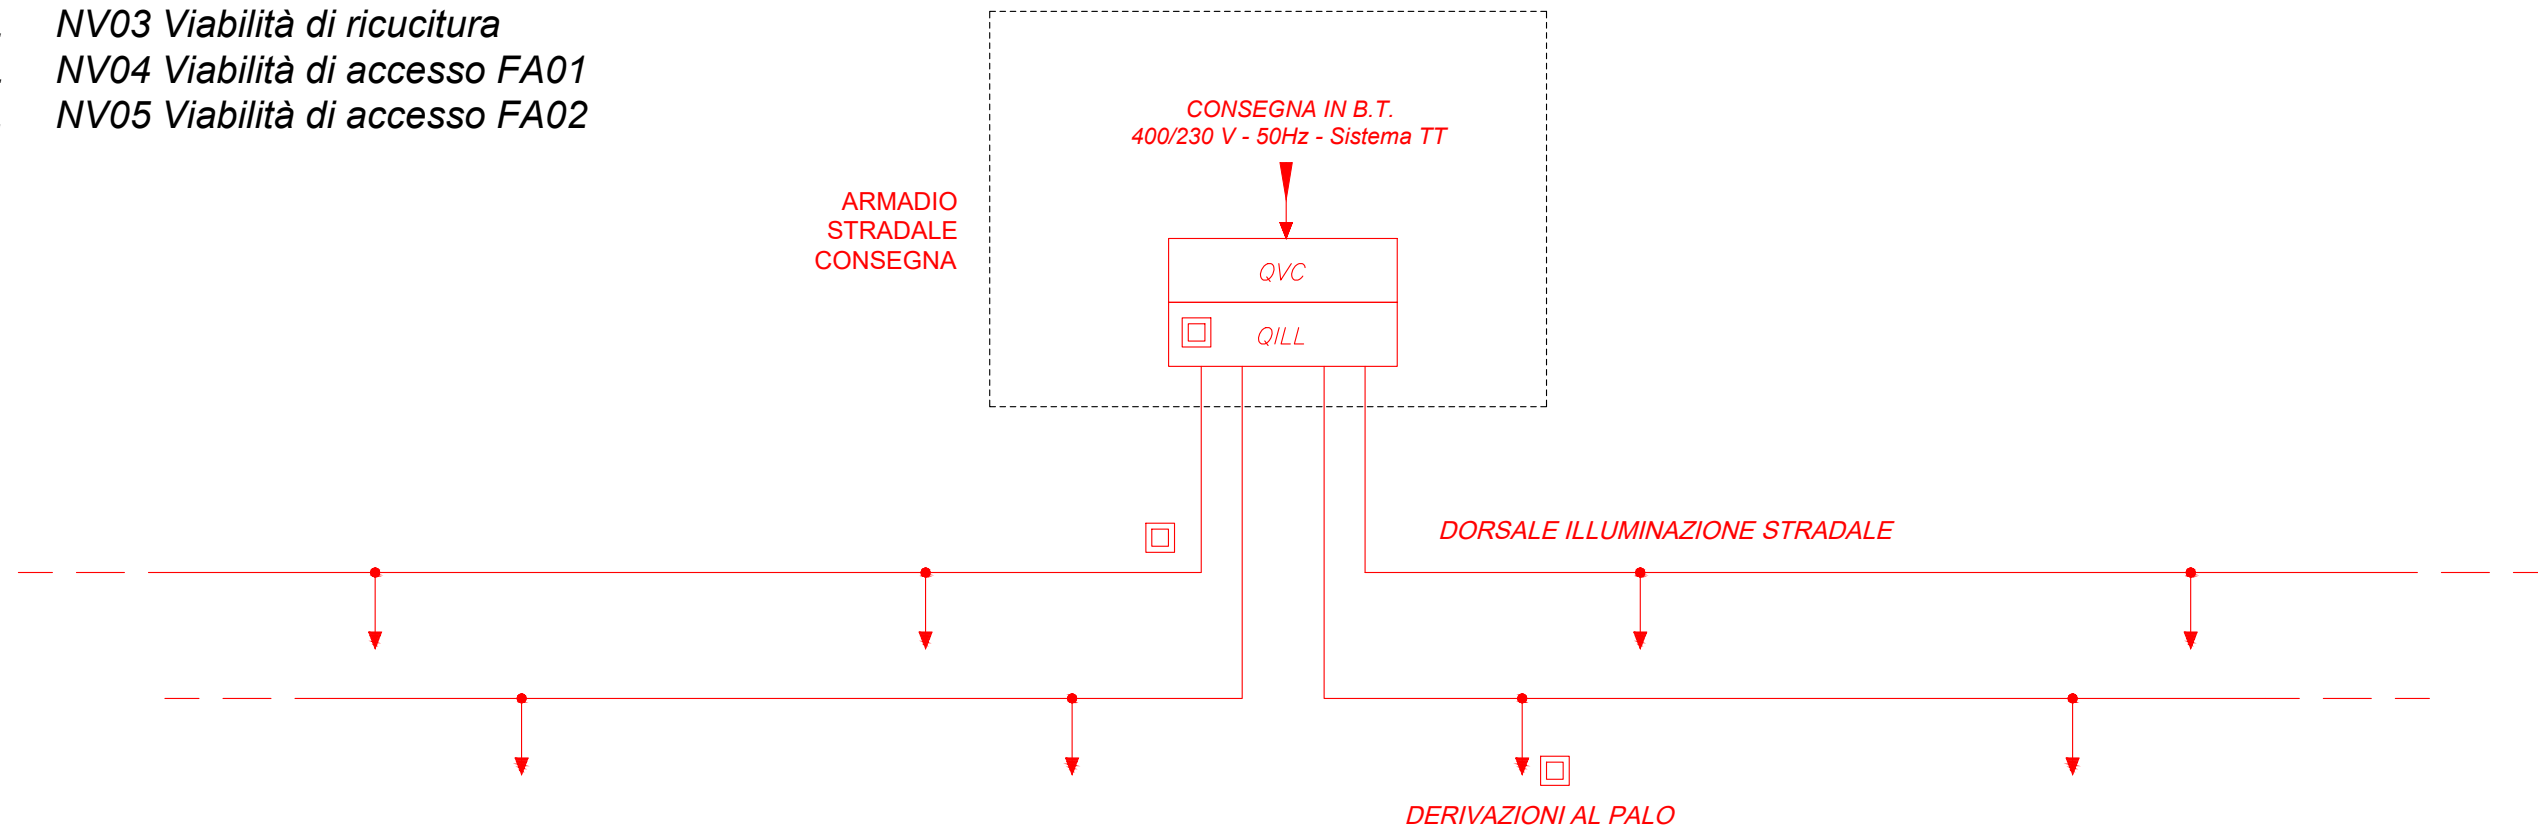 NV03 Viabilità di ricucitura
NV04 Viabilità di accesso FA01
NV05 Viabilità di accesso FA02
CONSEGNA IN B.T.
400/230 V - 50Hz - Sistema TT
ARMADIO
STRADALE
CONSEGNA
QVC
QILL
DORSALE ILLUMINAZIONE STRADALE
DERIVAZIONI AL PALO